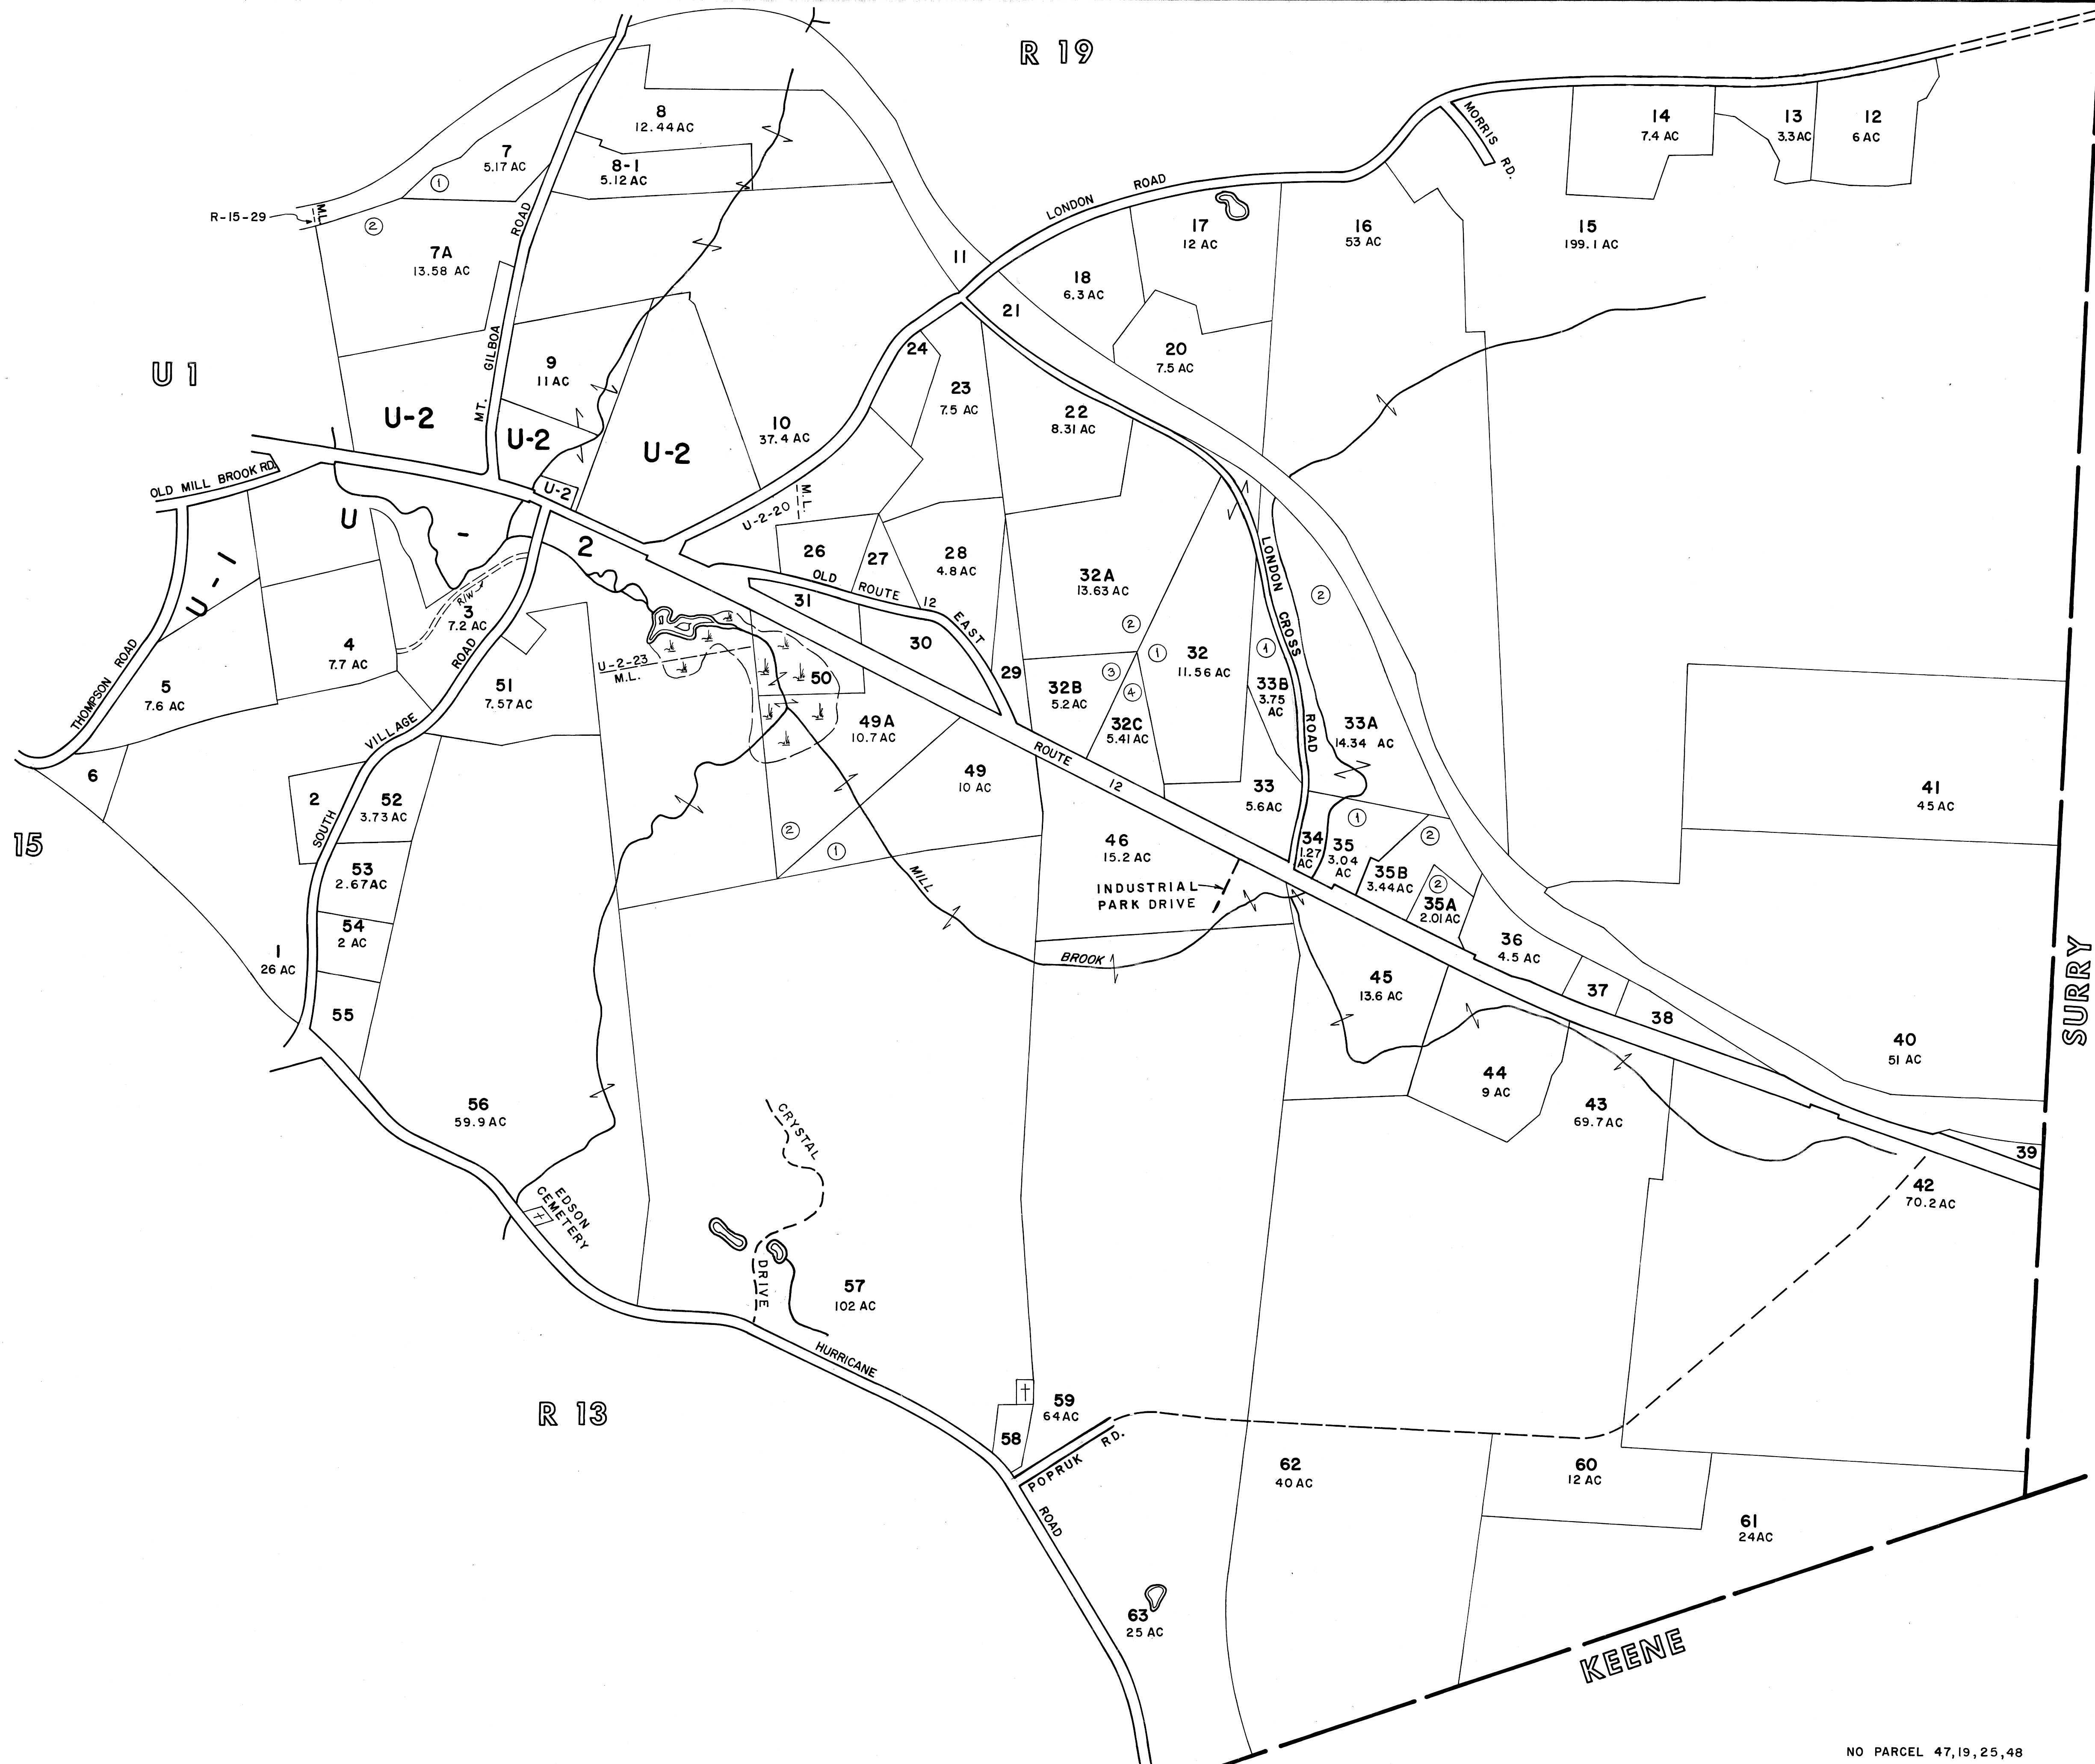 R 19
8
12.44 AC
7
5.17 AC
8-1
5.12 AC
1
R-15-29
M.L.
2
7A
13.58 AC
MT. GILBOA ROAD
11
LONDON ROAD
MORRIS RD.
14
7.4 AC
13
3.3 AC
12
6 AC
17
12 AC
16
53 AC
15
199.1 AC
18
6.3 AC
21
20
7.5 AC
U 1
U-2
9
11 AC
U-2
U-2
U-2
10
37.4 AC
24
23
7.5 AC
22
8.31 AC
OLD MILL BROOK RD.
U - 2
U-1
U-2-20
M.L.
26
27
28
4.8 AC
OLD ROUTE 12 EAST
31
30
29
32A
13.63 AC
2
1
32
11.56 AC
32B
5.2 AC
3
4
32C
5.41 AC
LONDON CROSS ROAD
2
1
33B
3.75
AC
33A
14.34 AC
33
5.6 AC
R/W
3
7.2 AC
4
7.7 AC
5
7.6 AC
THOMPSON ROAD
6
51
7.57 AC
U-2-23
M.L.
50
49A
10.7 AC
49
10 AC
2
1
SOUTH VILLAGE ROAD
2
52
3.73 AC
53
2.67 AC
54
2 AC
55
1
26 AC
15
ROUTE 12
46
15.2 AC
INDUSTRIAL
PARK DRIVE
34
1.27
AC
35
3.04
AC
1
2
35B
3.44 AC
2
35A
2.01 AC
36
4.5 AC
37
38
41
45 AC
40
51 AC
SURRY
MILL BROOK
45
13.6 AC
44
9 AC
43
69.7 AC
39
42
70.2 AC
56
59.9 AC
EDSON
CEMETERY
CRYSTAL DRIVE
57
102 AC
HURRICANE ROAD
R 13
59
64 AC
58
POPRUK RD.
62
40 AC
60
12 AC
61
24 AC
63
25 AC
KEENE
NO PARCEL 47,19,25,48